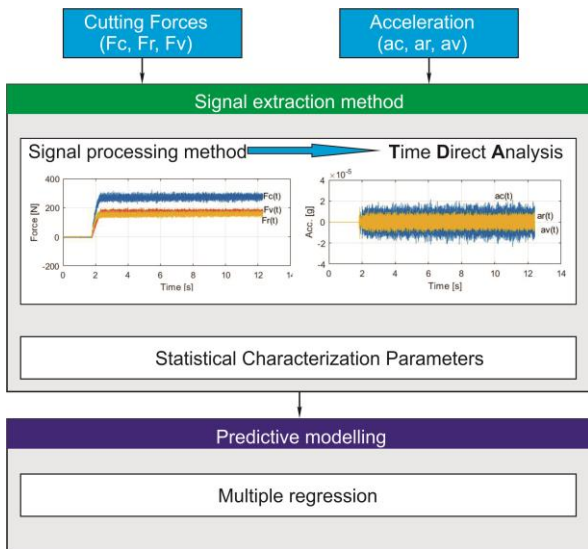 Cutting Forces
(Fc, Fr, Fv)
Acceleration
(ac, ar, av)
Signal extraction method
Signal processing method
Time Direct Analysis
Force [N]
400
200
0
-200
0 2 4 6 8 10 12 14
Time [s]
Fc(t)
Fv(t)
Fr(t)
Acc. [g]
×10⁻⁵
4
2
0
-2
-4
0 2 4 6 8 10 12 14
Time [s]
ac(t)
ar(t)
av(t)
Statistical Characterization Parameters
Predictive modelling
Multiple regression